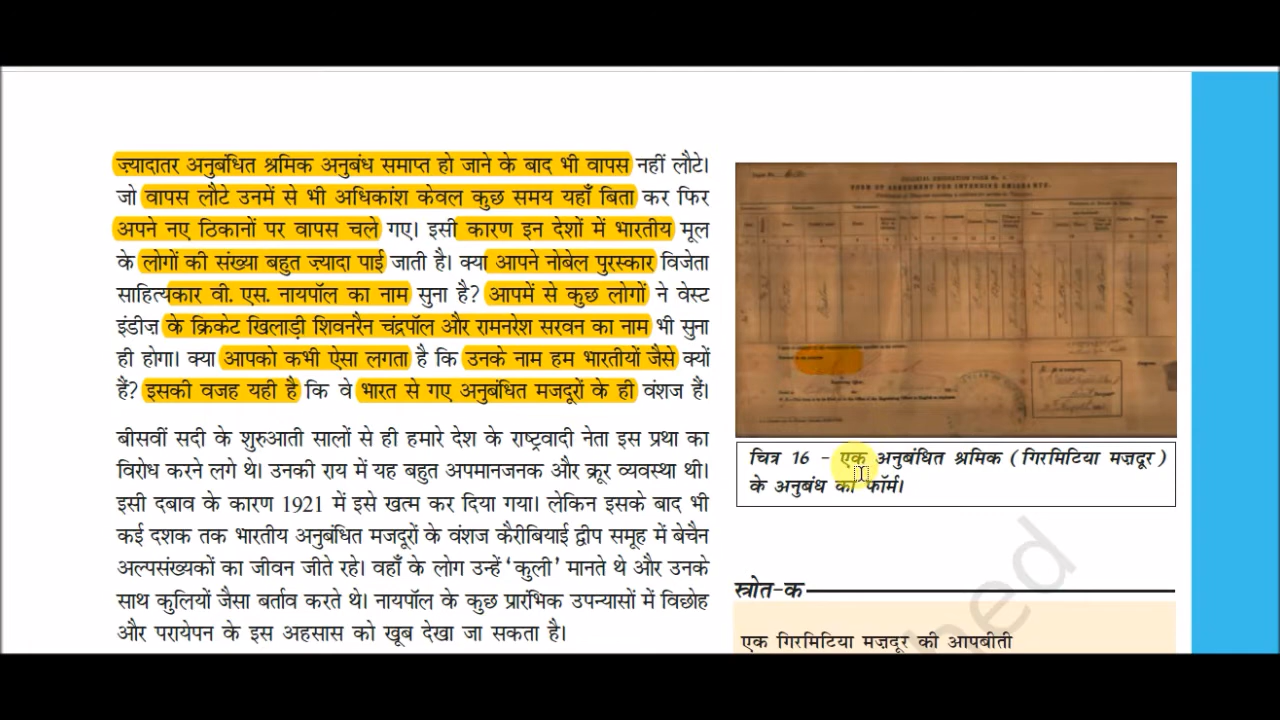 ज़्यादातर अनुबंधित श्रमिक अनुबंध समाप्त हो जाने के बाद भी वापस नहीं लौटे।
जो वापस लौटे उनमें से भी अधिकांश केवल कुछ समय यहाँ बिता कर फिर
अपने नए ठिकानों पर वापस चले गए। इसी कारण इन देशों में भारतीय मूल
के लोगों की संख्या बहुत ज़्यादा पाई जाती है। क्या आपने नोबेल पुरस्कार विजेता
साहित्यकार वी. एस. नायपॉल का नाम सुना है? आपमें से कुछ लोगों ने वेस्ट
इंडीज के क्रिकेट खिलाड़ी शिवनरैन चंद्रपॉल और रामनरेश सरवन का नाम भी सुना
ही होगा। क्या आपको कभी ऐसा लगता है कि उनके नाम हम भारतीयों जैसे क्यों
हैं? इसकी वजह यही है कि वे भारत से गए अनुबंधित मजदूरों के ही वंशज हैं।
बीसवीं सदी के शुरुआती सालों से ही हमारे देश के राष्ट्रवादी नेता इस प्रथा का
विरोध करने लगे थे। उनकी राय में यह बहुत अपमानजनक और क्रूर व्यवस्था थी।
इसी दबाव के कारण 1921 में इसे खत्म कर दिया गया। लेकिन इसके बाद भी
कई दशक तक भारतीय अनुबंधित मजदूरों के वंशज कैरीबियाई द्वीप समूह में बेचैन
अल्पसंख्यकों का जीवन जीते रहे। वहाँ के लोग उन्हें ‘कुली’ मानते थे और उनके
साथ कुलियों जैसा बर्ताव करते थे। नायपॉल के कुछ प्रारंभिक उपन्यासों में विछोह
और परायेपन के इस अहसास को खूब देखा जा सकता है।
FORM OF AGREEMENT FOR INTENDING EMIGRANTS.
चित्र 16 - एक अनुबंधित श्रमिक (गिरमिटिया मज़दूर)
के अनुबंध का फॉर्म।
स्त्रोत-क
एक गिरमिटिया मज़दूर की आपबीती